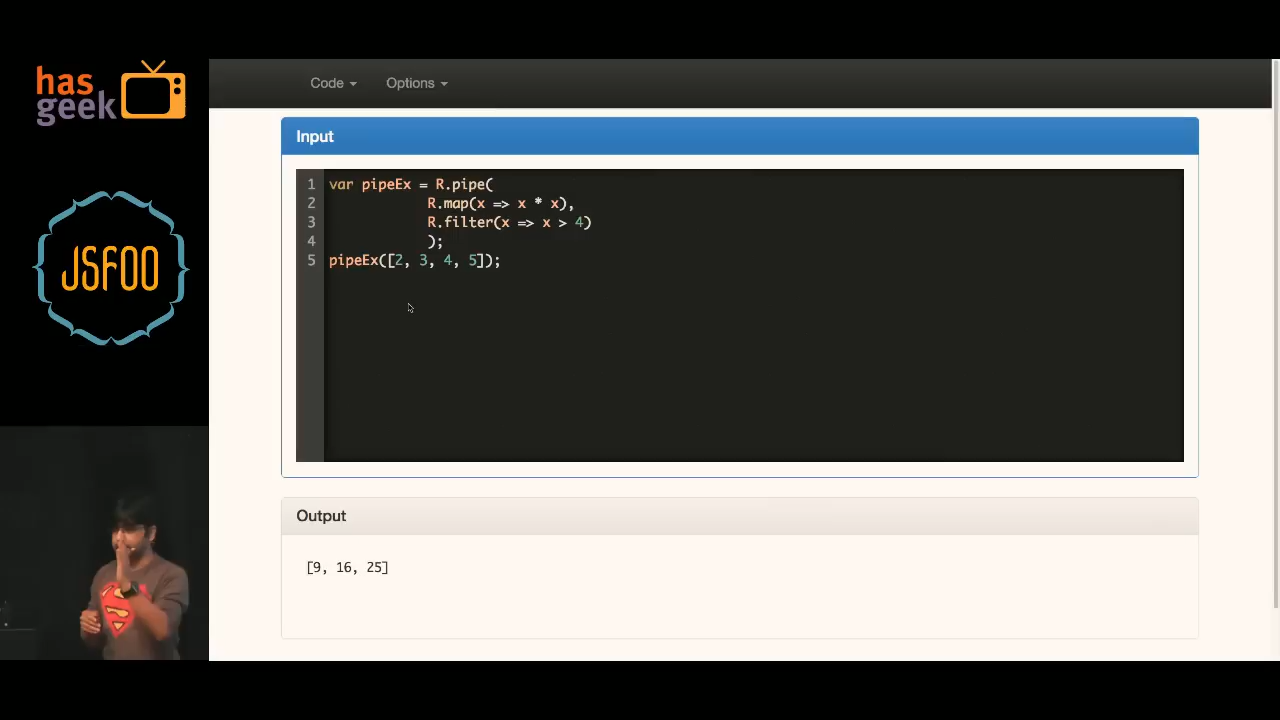 has
geek
JSFOO
Code
Options
Input
1 var pipeEx = R.pipe(
2 R.map(x => x * x),
3 R.filter(x => x > 4)
4 );
5 pipeEx([2, 3, 4, 5]);
Output
[9, 16, 25]